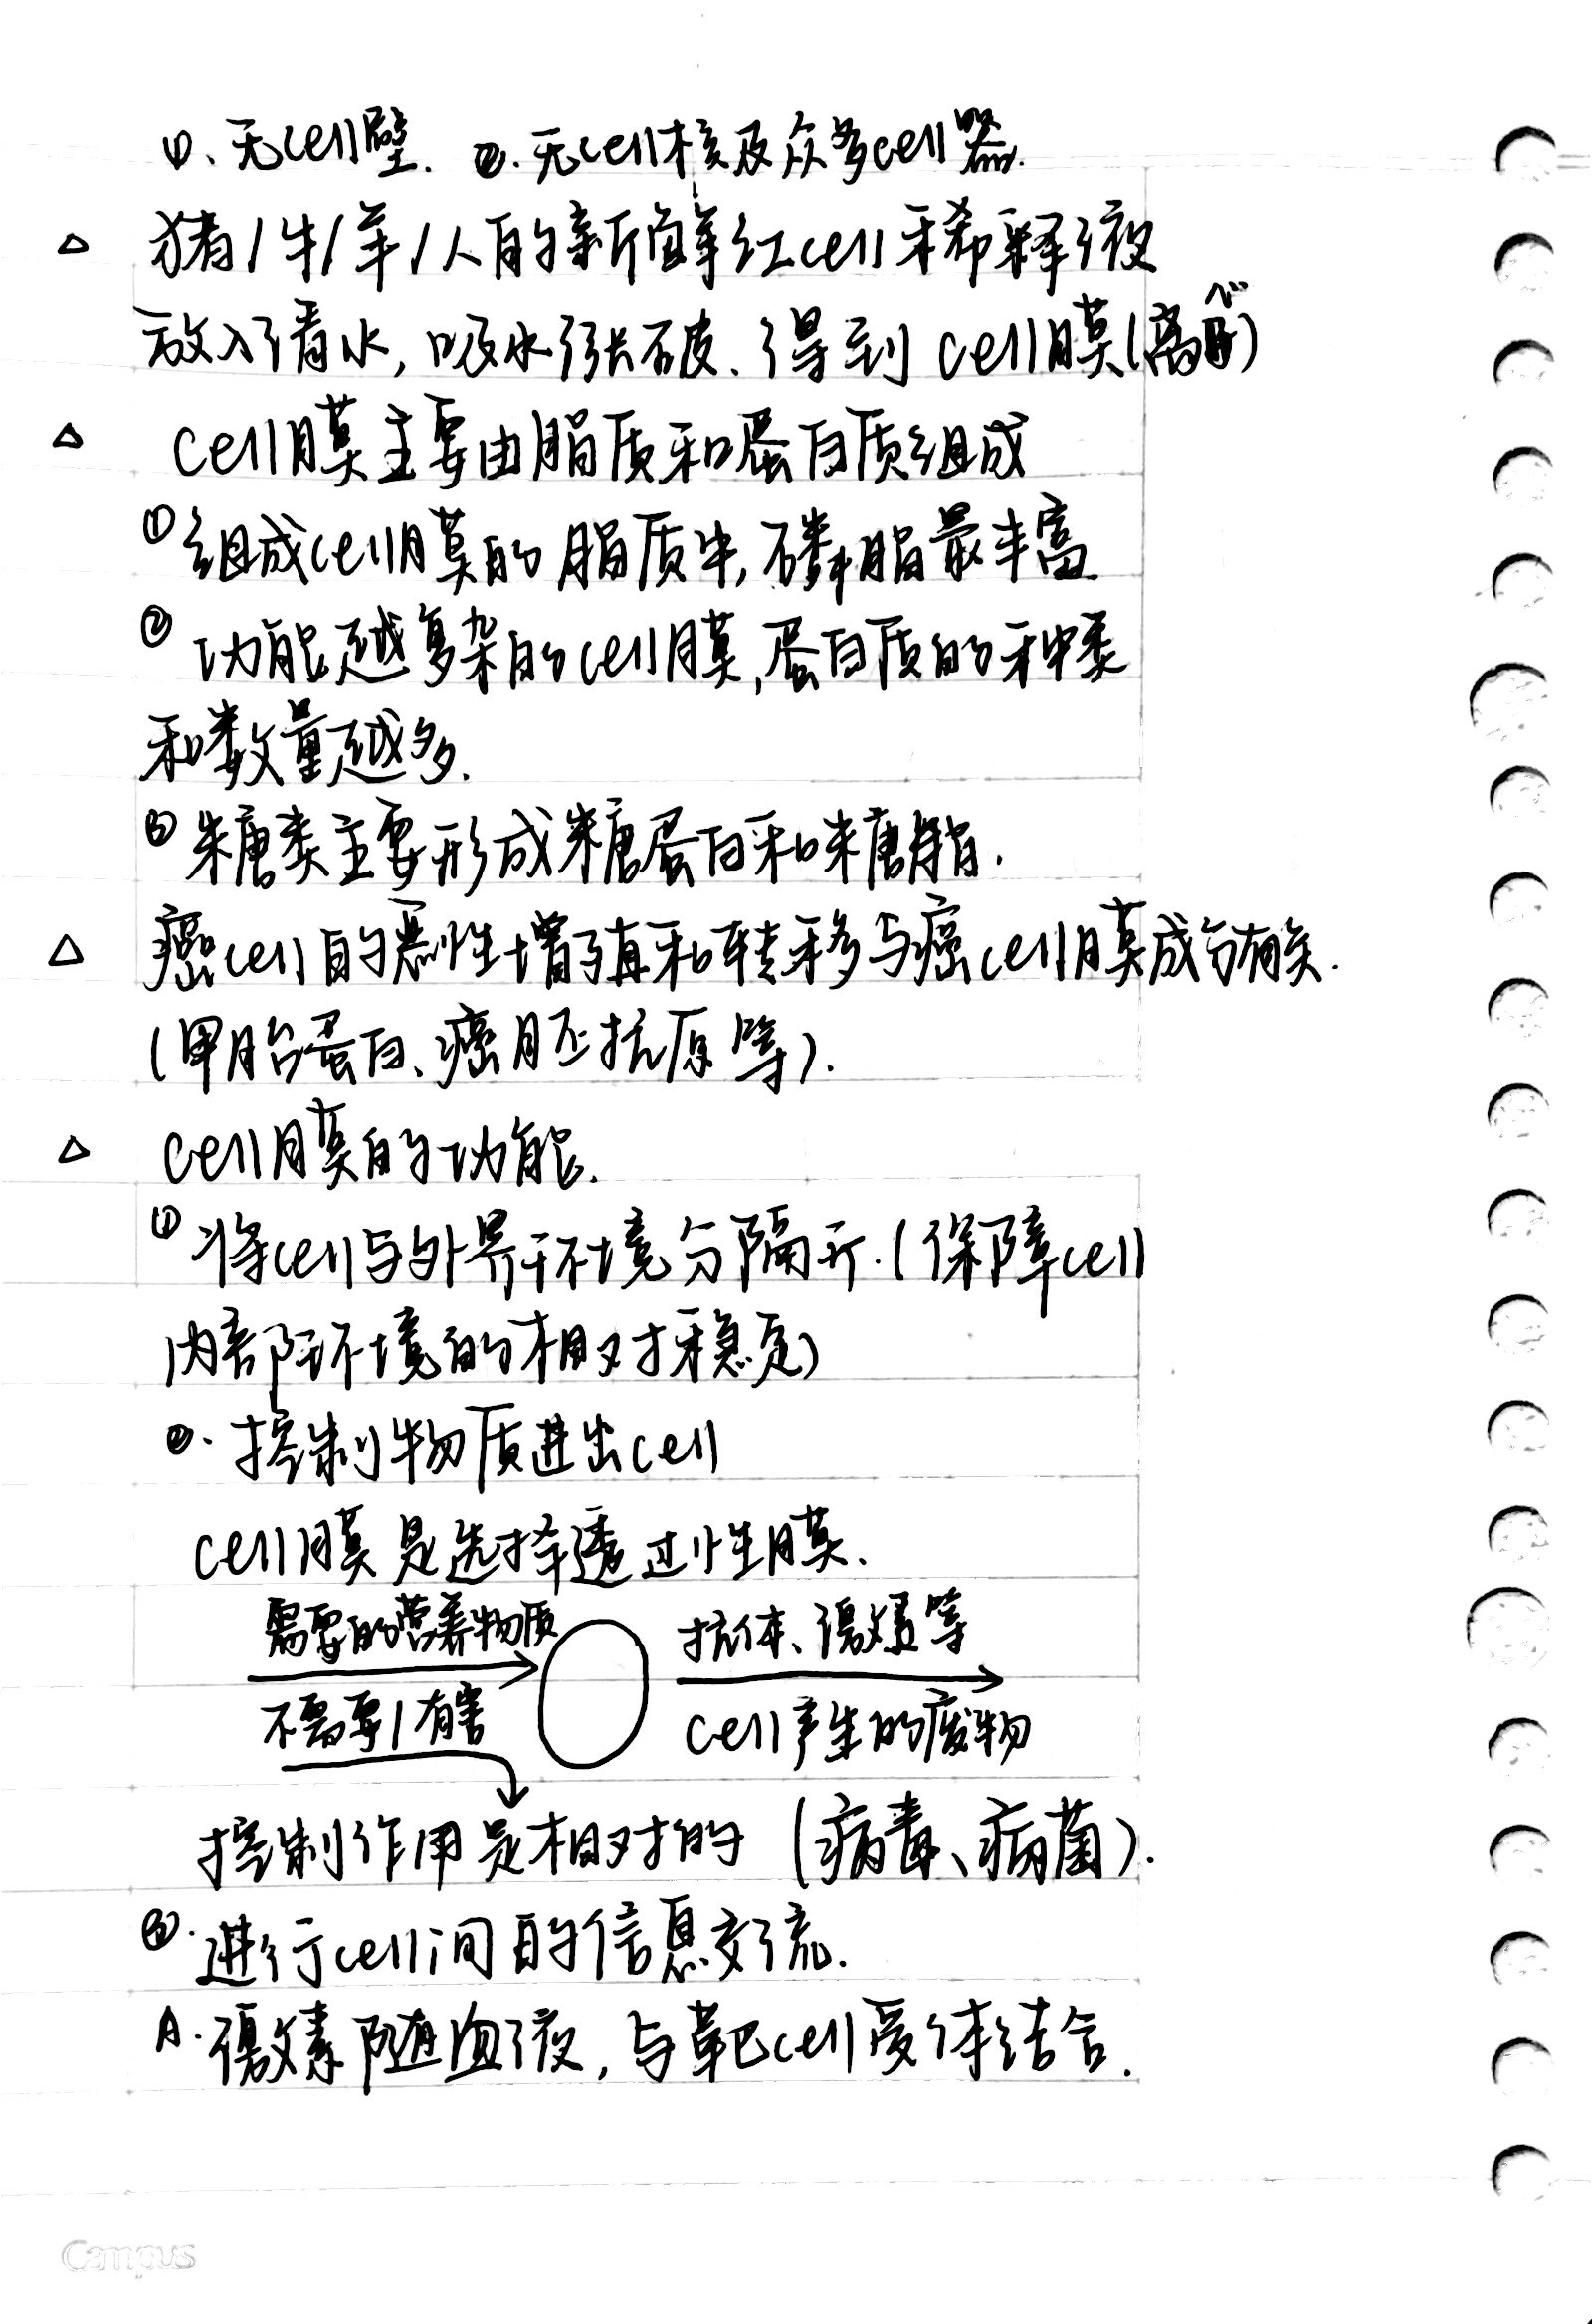 ①、无cell壁. ②.无cell核及众多cell器.
△ 猪/牛/羊/人的新鲜红cell稀释液
放入清水,吸水涨破、得到cell膜(离心)
△ cell膜主要由脂质和蛋白质组成
①组成cell膜的脂质中,磷脂最丰富
②功能越复杂的cell膜,蛋白质的种类
和数量越多.
③糖类主要形成糖蛋白和糖脂.
△ 癌cell的恶性增殖和转移与癌cell膜成分有关.
(甲胎蛋白、癌胚抗原等).
△ cell膜的功能.
①将cell与外界环境分隔开.(保障cell
内部环境的相对稳定)
②.控制物质进出cell
cell膜是选择透过性膜.
需要的营养物质 抗体、激素等
不需要/有害 cell产生的废物
控制作用是相对的 (病毒、病菌).
③.进行cell间的信息交流.
A.激素随血液,与靶cell受体结合.
Campus